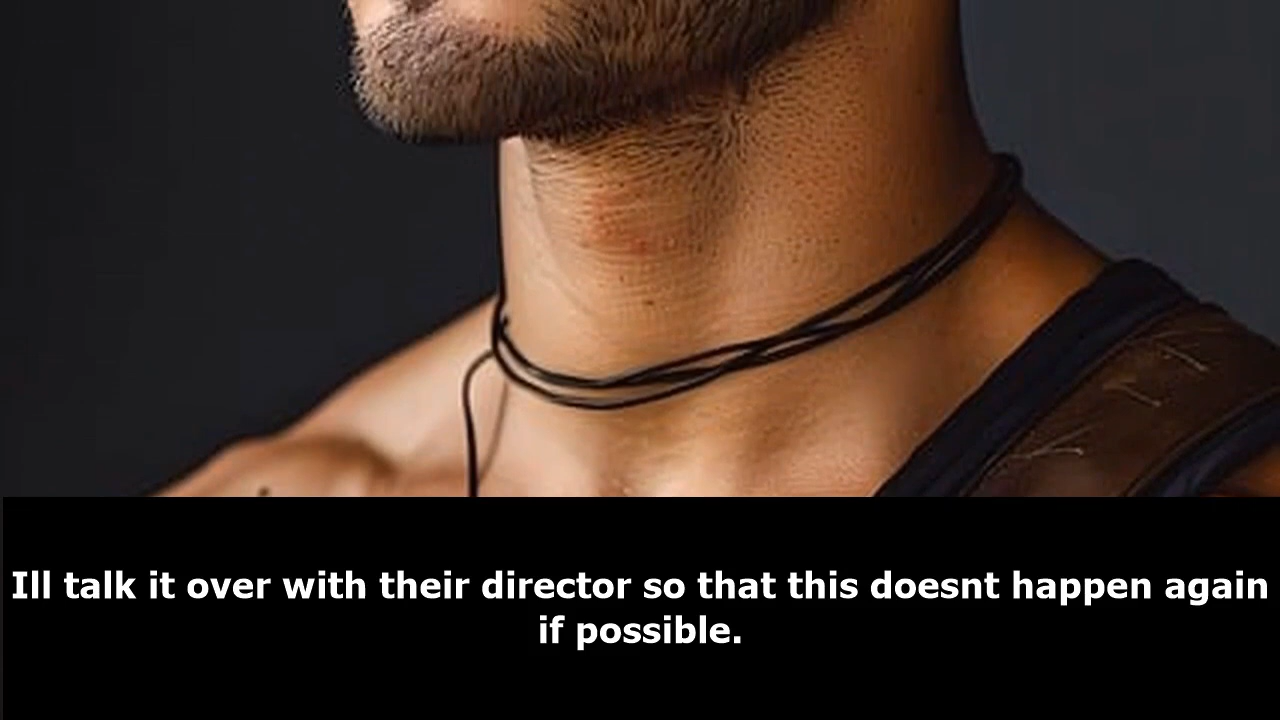 Ill talk it over with their director so that this doesnt happen again
if possible.